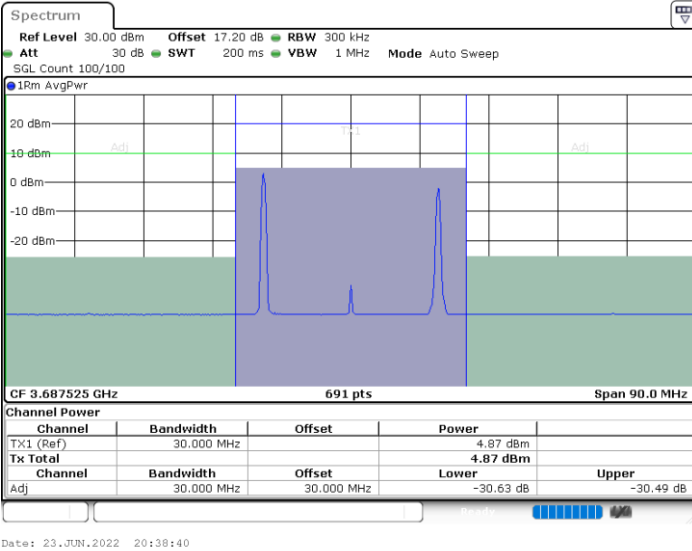 Spectrum
Ref Level 30.00 dBm Offset 17.20 dB RBW 300 kHz
Att 30 dB SWT 200 ms VBW 1 MHz Mode Auto Sweep
SGL Count 100/100
1Rm AvgPwr
20 dBm
TX1
Adj Adj
10 dBm
0 dBm
-10 dBm
-20 dBm
CF 3.687525 GHz 691 pts Span 90.0 MHz
Channel Power
Channel Bandwidth Offset Power
TX1 (Ref) 30.000 MHz 4.87 dBm
Tx Total 4.87 dBm
Channel Bandwidth Offset Lower Upper
Adj 30.000 MHz 30.000 MHz -30.63 dB -30.49 dB
Ready
Date: 23.JUN.2022 20:38:40